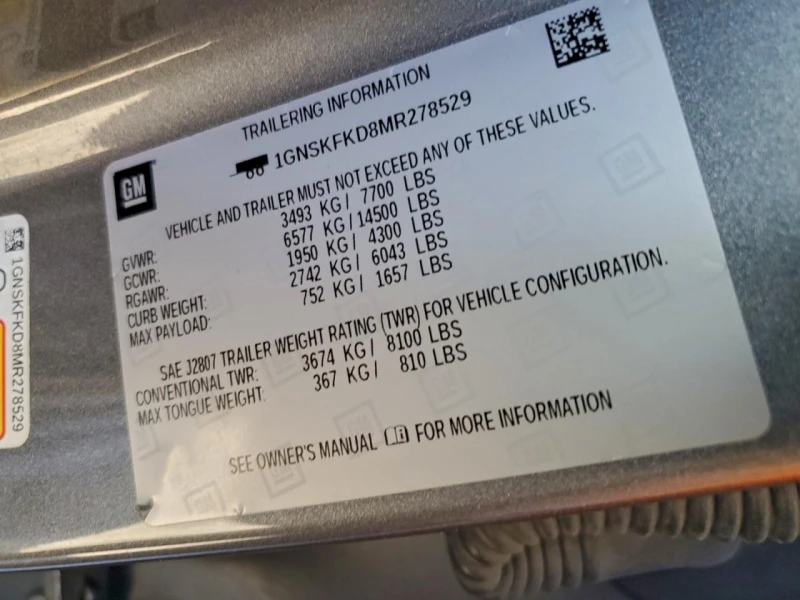 TRAILERING INFORMATION
1GNSKFKD8MR278529
GM
VEHICLE AND TRAILER MUST NOT EXCEED ANY OF THESE VALUES.
GVWR: 3493 KG/ 7700 LBS
GCWR: 6577 KG/14500 LBS
RGAWR: 1950 KG/ 4300 LBS
CURB WEIGHT: 2742 KG/ 6043 LBS
MAX PAYLOAD: 752 KG/ 1657 LBS
SAE J2807 TRAILER WEIGHT RATING (TWR) FOR VEHICLE CONFIGURATION.
CONVENTIONAL TWR: 3674 KG/ 8100 LBS
MAX TONGUE WEIGHT: 367 KG/ 810 LBS
SEE OWNER'S MANUAL FOR MORE INFORMATION
1GNSKFKD8MR278529